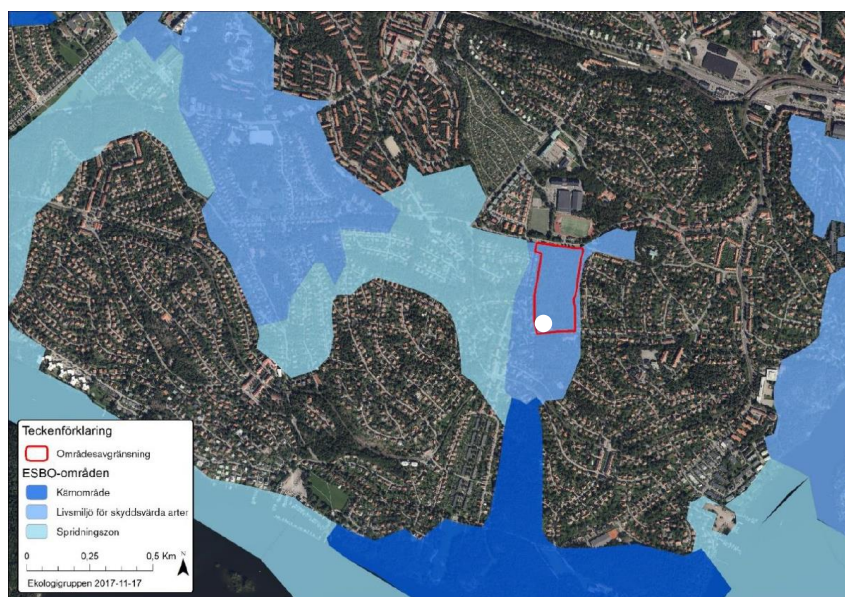 Teckenförklaring
Områdesavgränsning
ESBO-områden
Kärnområde
Livsmiljö för skyddsvärda arter
Spridningszon
0 0,25 0,5 Km N
Ekologigruppen 2017-11-17